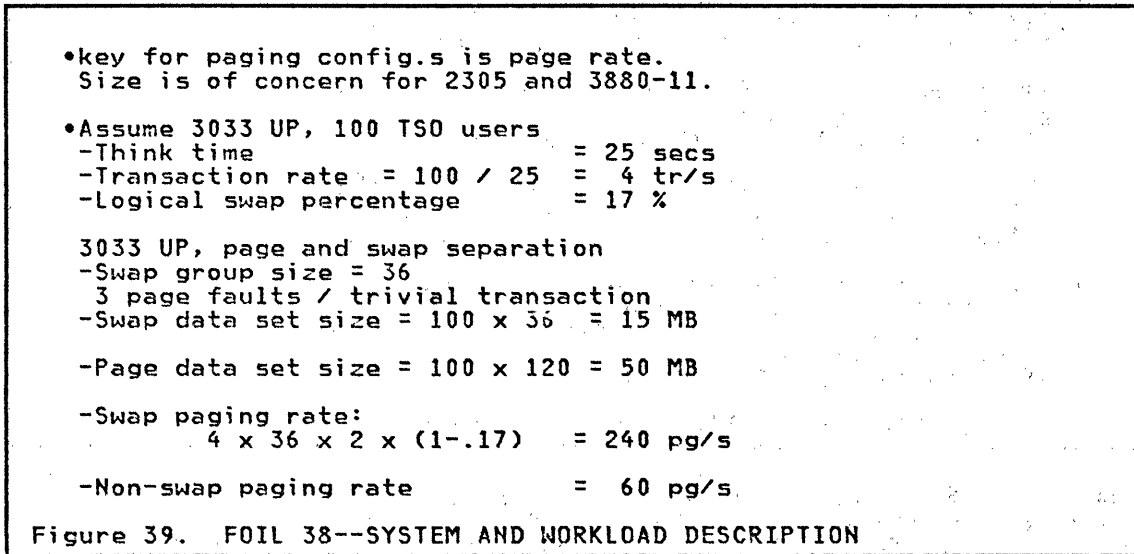 •key for paging config.s is page rate.
Size is of concern for 2305 and 3880-11.
•Assume 3033 UP, 100 TSO users
-Think time = 25 secs
-Transaction rate = 100 / 25 = 4 tr/s
-Logical swap percentage = 17 %
3033 UP, page and swap separation
-Swap group size = 36
3 page faults / trivial transaction
-Swap data set size = 100 x 36 = 15 MB
-Page data set size = 100 x 120 = 50 MB
-Swap paging rate:
4 x 36 x 2 x (1-.17) = 240 pg/s
-Non-swap paging rate = 60 pg/s
Figure 39. FOIL 38--SYSTEM AND WORKLOAD DESCRIPTION